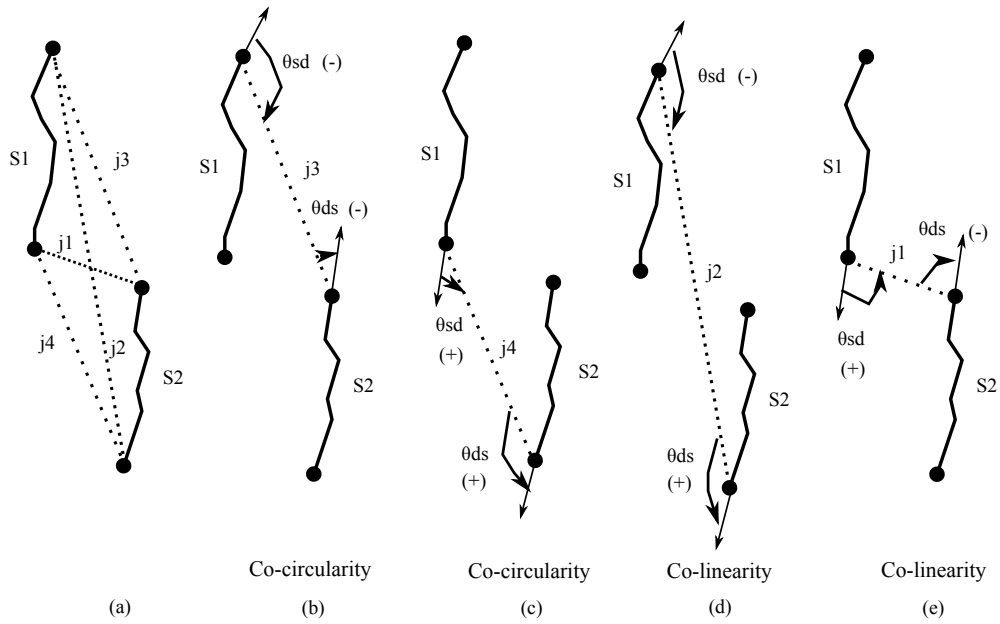 S1
j3
j1
j4
j2
S2
(a)
θsd (-)
S1
j3
θds (-)
S2
Co-circularity
(b)
S1
θsd
(+)
j4
θds
(+)
S2
Co-circularity
(c)
θsd (-)
S1
j2
θds
(+)
S2
Co-linearity
(d)
S1
j1
θds
(-)
θsd
(+)
S2
Co-linearity
(e)